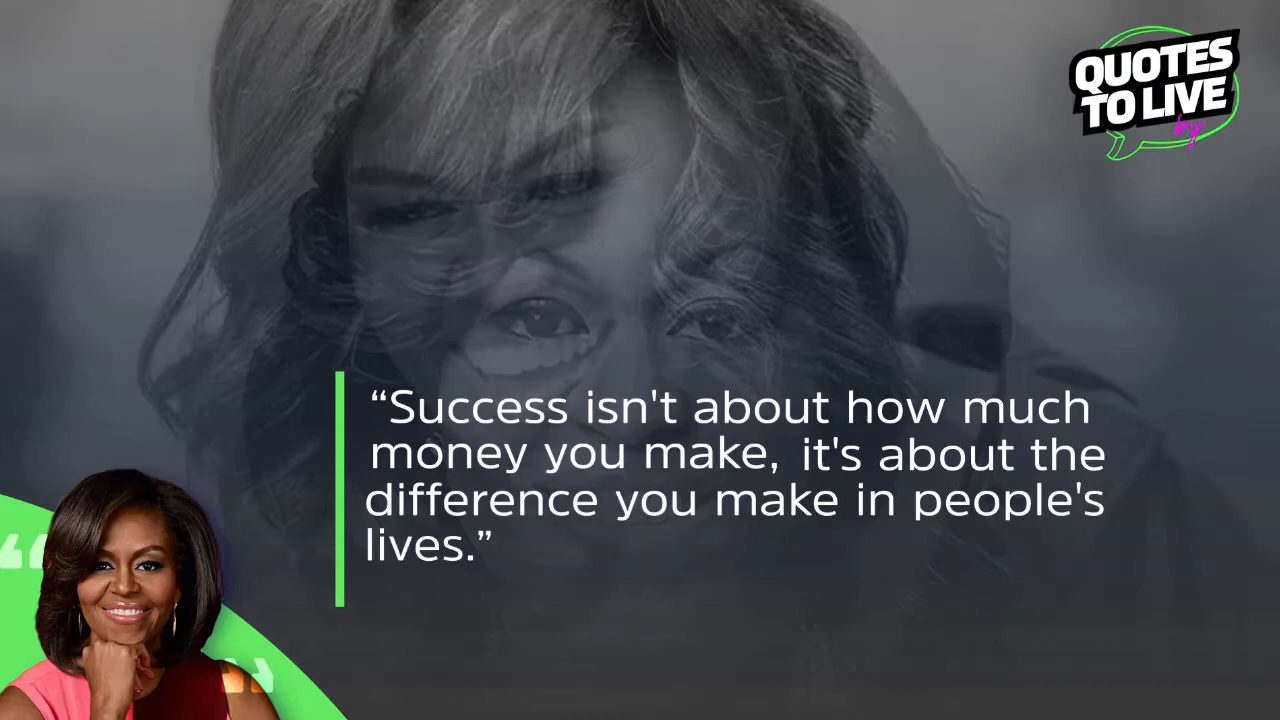 QUOTES
TO LIVE
by
“Success isn't about how much
money you make, it's about the
difference you make in people's
lives.”